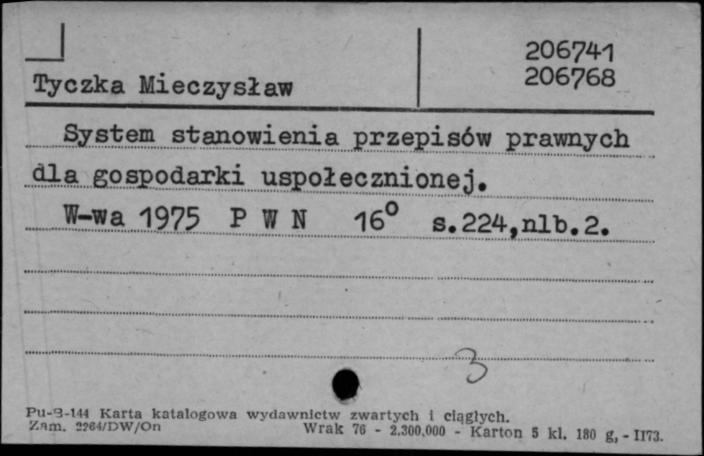 206741
Tyczka Mieczysław 206768
System stanowienia przepisów prawnych
dla gospodarki uspołecznionej.
W-wa 1975 P W N 16° s.224,nlb.2.
3
Pu-B-144 Karta katalogowa wydawnictw zwartych i ciągłych.
Zam. 2264/DW/On Wrak 76 - 2.300.000 - Karton 5 kl. 180 g, - II73.